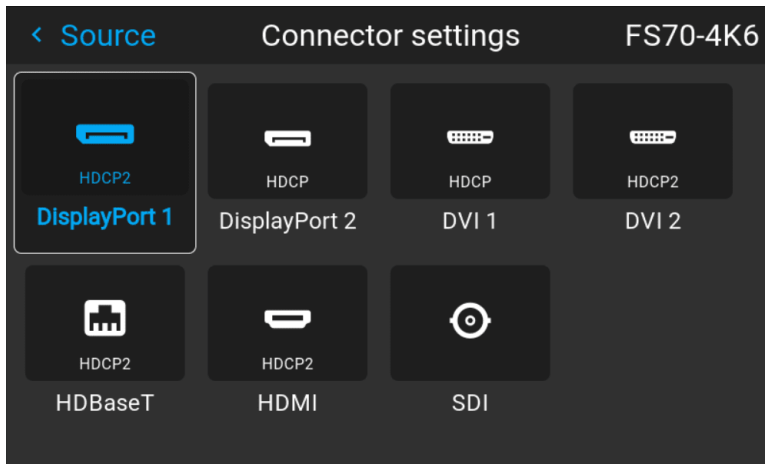 Source Connector settings FS70-4K6
HDCP2 HDCP HDCP HDCP2
DisplayPort 1 DisplayPort 2 DVI 1 DVI 2
HDCP2 HDCP2
HDBaseT HDMI SDI